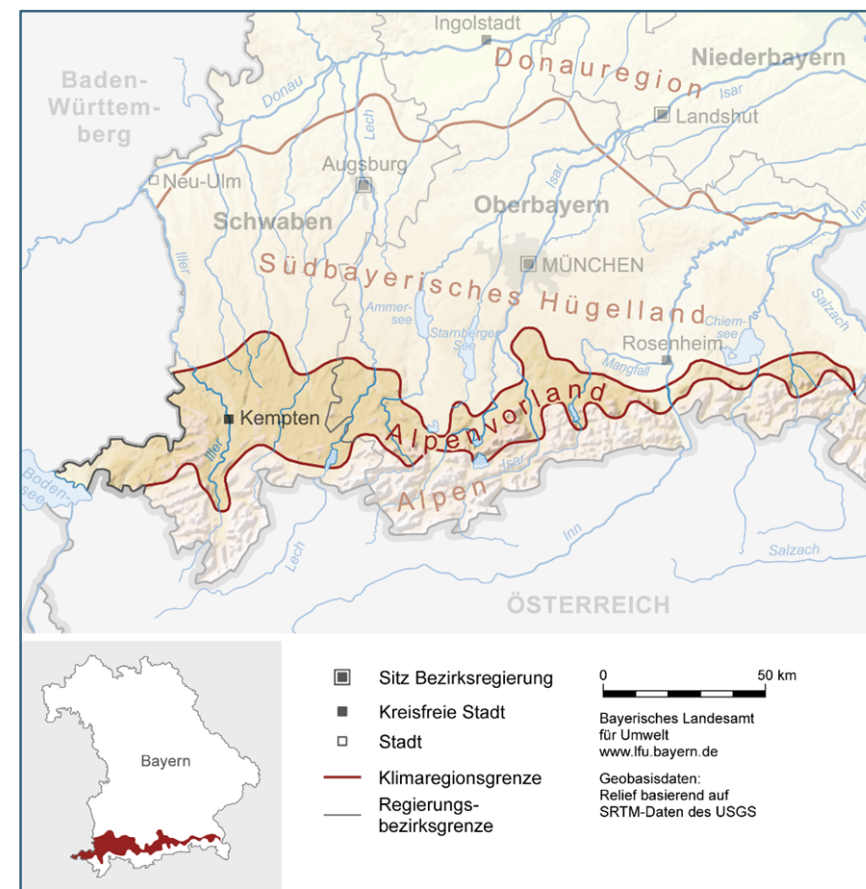 Ingolstadt
Donauregion
Niederbayern
Baden-
Württem-
berg
Donau
Isar
Lech
Landshut
Neu-Ulm
Augsburg
Isar
Schwaben
Oberbayern
Inn
Iller
Südbayerisches Hügelland
MÜNCHEN
Salzach
Ammer-
see
Starnberger
See
Chiem-
see
Rosenheim
Mangfall
Kempten
Alpenvorland
Iller
Isar
Boden-
see
Alpen
Lech
Inn
Salzach
ÖSTERREICH
Bayern
Sitz Bezirksregierung
Kreisfreie Stadt
Stadt
Klimaregionsgrenze
Regierungs-
bezirksgrenze
0 50 km
Bayerisches Landesamt
für Umwelt
www.lfu.bayern.de
Geobasisdaten:
Relief basierend auf
SRTM-Daten des USGS